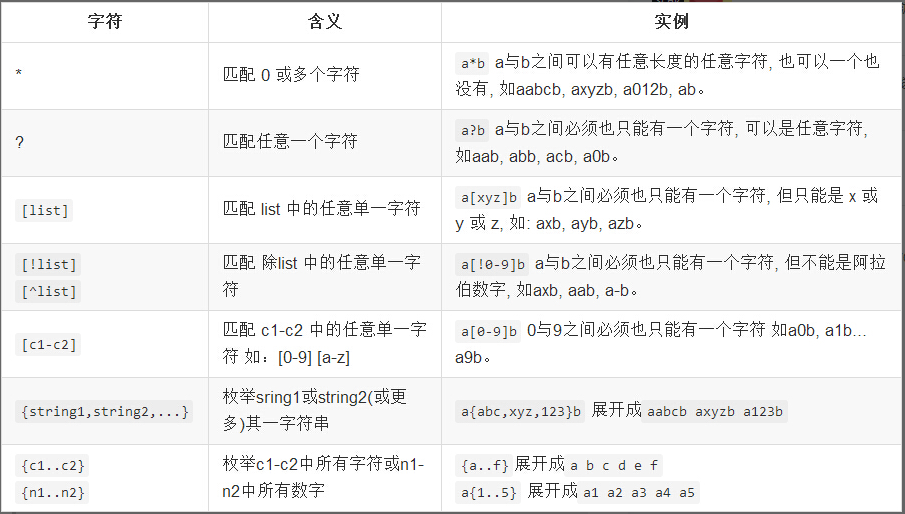 字符 含义 实例
* 匹配 0 或多个字符 a*b a与b之间可以有任意长度的任意字符, 也可以一个也
没有, 如aabcb, axyzb, a012b, ab。
? 匹配任意一个字符 a?b a与b之间必须也只能有一个字符, 可以是任意字符,
如aab, abb, acb, a0b。
[list] 匹配 list 中的任意单一字符 a[xyz]b a与b之间必须也只能有一个字符, 但只能是 x 或
y 或 z, 如: axb, ayb, azb。
[!list] 匹配 除list 中的任意单一字 a[!0-9]b a与b之间必须也只能有一个字符, 但不能是阿拉
[^list] 符 伯数字, 如axb, aab, a-b。
[c1-c2] 匹配 c1-c2 中的任意单一字 a[0-9]b 0与9之间必须也只能有一个字符 如a0b, a1b...
符 如：[0-9] [a-z] a9b。
{string1,string2,...} 枚举sring1或string2(或更 a{abc,xyz,123}b 展开成 aabcb axyzb a123b
多)其一字符串
{c1..c2} 枚举c1-c2中所有字符或n1- {a..f} 展开成 a b c d e f
{n1..n2} n2中所有数字 a{1..5} 展开成 a1 a2 a3 a4 a5